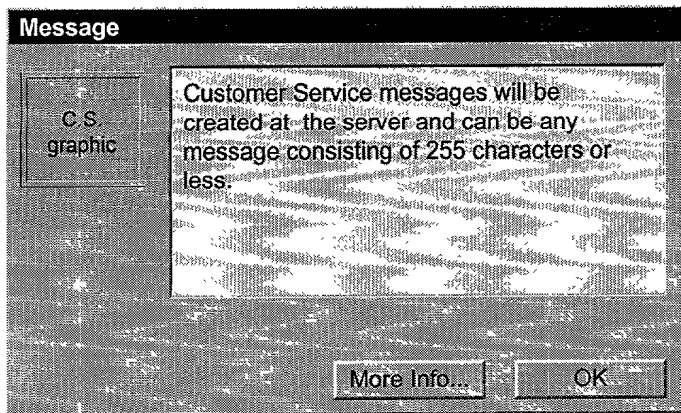 Message
C.S.
graphic
Customer Service messages will be
created at the server and can be any
message consisting of 255 characters or
less.
More Info...
OK